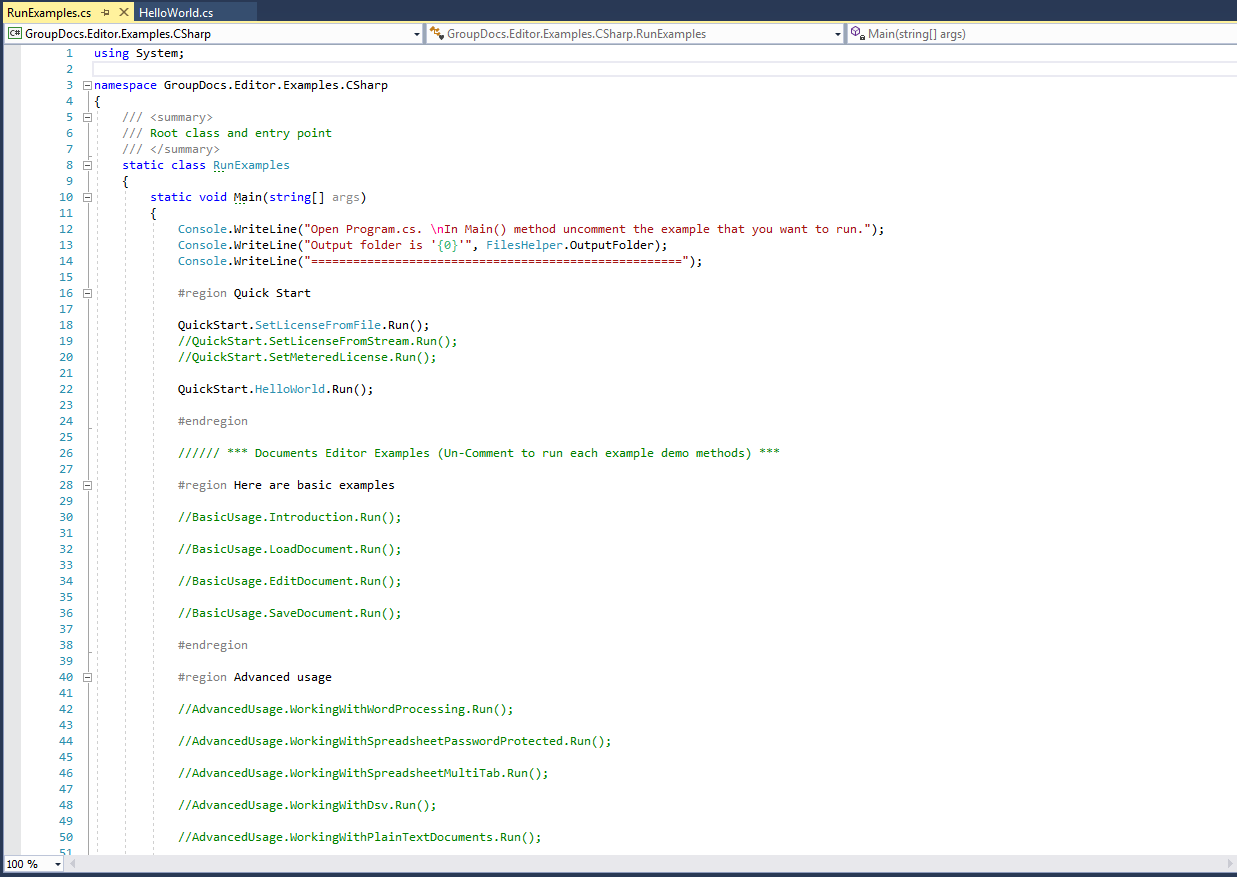 RunExamples.cs HelloWorld.cs
C# GroupDocs.Editor.Examples.CSharp GroupDocs.Editor.Examples.CSharp.RunExamples Main(string[] args)
1 using System;
2
3 namespace GroupDocs.Editor.Examples.CSharp
4 {
5 /// <summary>
6 /// Root class and entry point
7 /// </summary>
8 static class RunExamples
9 {
10 static void Main(string[] args)
11 {
12 Console.WriteLine("Open Program.cs. \nIn Main() method uncomment the example that you want to run.");
13 Console.WriteLine("Output folder is '{0}'", FilesHelper.OutputFolder);
14 Console.WriteLine("=====================================================");
15
16 #region Quick Start
17
18 QuickStart.SetLicenseFromFile.Run();
19 //QuickStart.SetLicenseFromStream.Run();
20 //QuickStart.SetMeteredLicense.Run();
21
22 QuickStart.HelloWorld.Run();
23
24 #endregion
25
26 ////// *** Documents Editor Examples (Un-Comment to run each example demo methods) ***
27
28 #region Here are basic examples
29
30 //BasicUsage.Introduction.Run();
31
32 //BasicUsage.LoadDocument.Run();
33
34 //BasicUsage.EditDocument.Run();
35
36 //BasicUsage.SaveDocument.Run();
37
38 #endregion
39
40 #region Advanced usage
41
42 //AdvancedUsage.WorkingWithWordProcessing.Run();
43
44 //AdvancedUsage.WorkingWithSpreadsheetPasswordProtected.Run();
45
46 //AdvancedUsage.WorkingWithSpreadsheetMultiTab.Run();
47
48 //AdvancedUsage.WorkingWithDsv.Run();
49
50 //AdvancedUsage.WorkingWithPlainTextDocuments.Run();
51
100 %